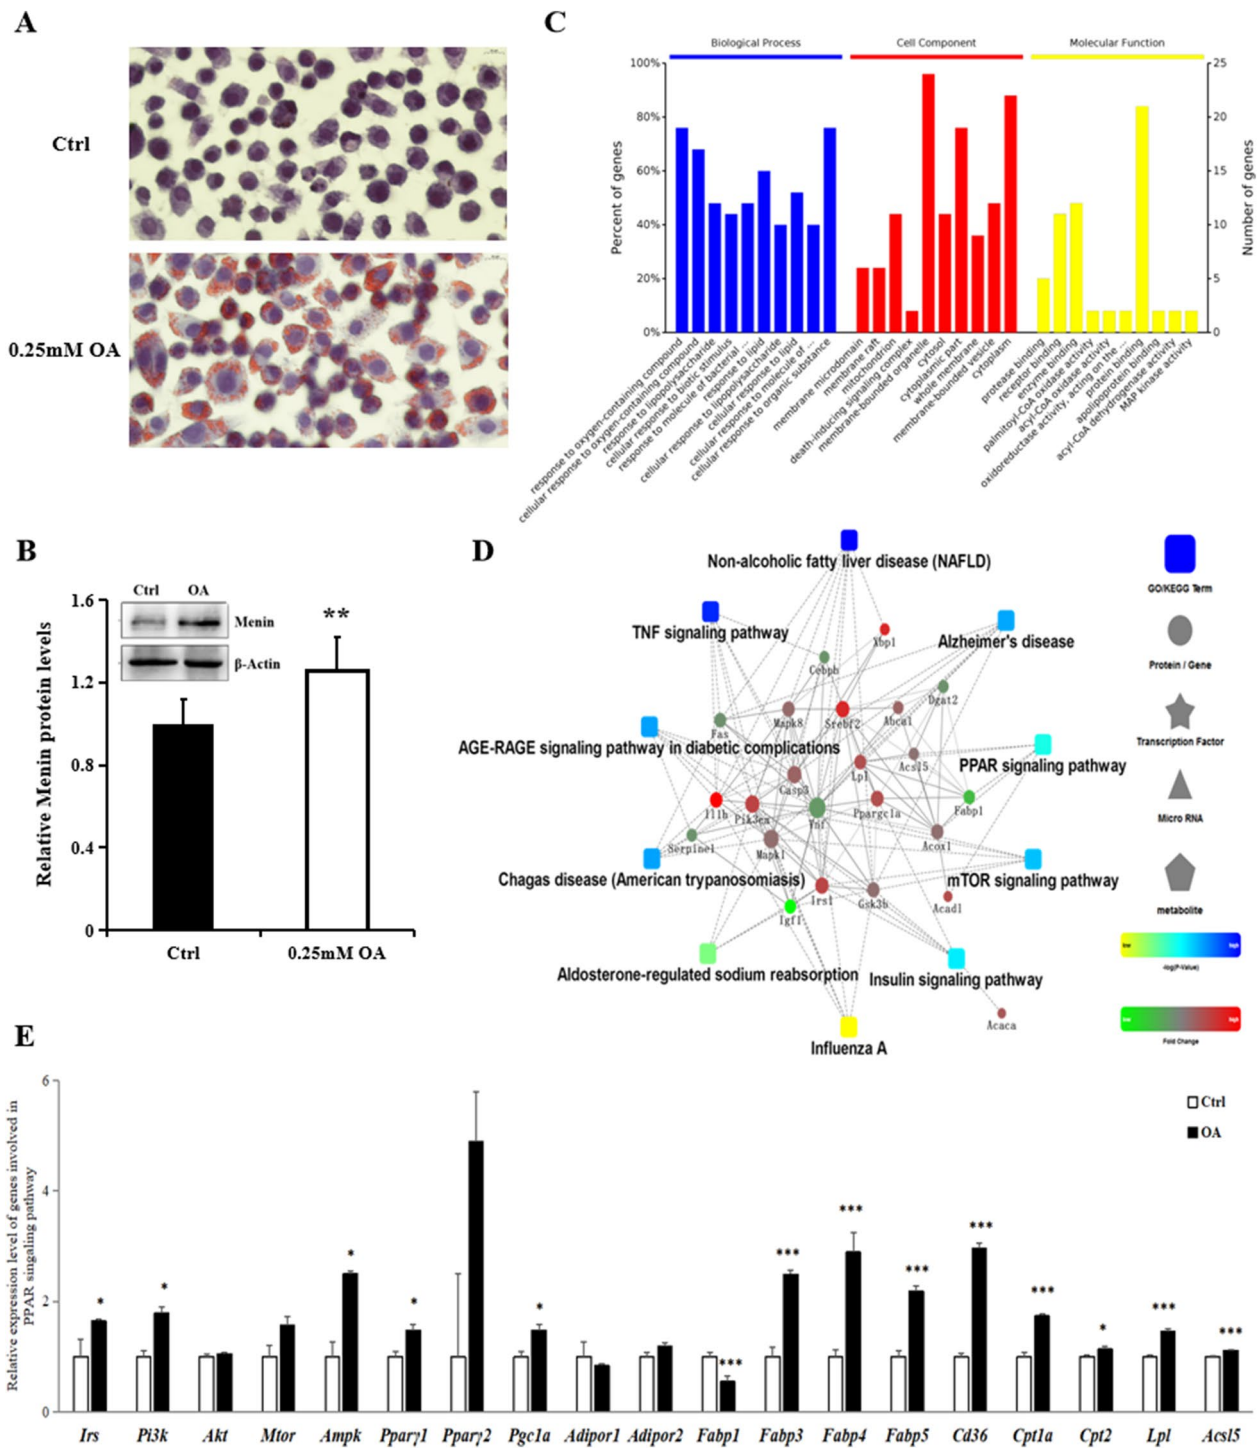 A
Ctrl
0.25mM OA
C
Biological Process
Cell Component
Molecular Function
Percent of genes
100%
80%
60%
40%
20%
0%
Number of genes
25
20
15
10
5
0
response to oxygen-containing compound
cellular response to oxygen-containing compound
response to lipopolysaccharide
cellular response to biotic stimulus
response to molecule of bacterial ...
response to lipid
cellular response to lipopolysaccharide
cellular response to lipid
cellular response to molecule of ...
cellular response to organic substance
membrane microdomain
membrane raft
mitochondrion
death-inducing signaling complex
membrane-bounded organelle
cytosol
cytoplasmic part
whole membrane
membrane-bounded vesicle
cytoplasm
protease binding
receptor binding
enzyme binding
palmitoyl-CoA oxidase activity
acyl-CoA oxidase activity
oxidoreductase activity, acting on the ...
protein binding
apolipoprotein binding
acyl-CoA dehydrogenase activity
MAP kinase activity
B
Relative Menin protein levels
1.6
1.2
0.8
0.4
0
Ctrl OA
Menin
β-Actin
**
Ctrl
0.25mM OA
D
Non-alcoholic fatty liver disease (NAFLD)
TNF signaling pathway
Alzheimer's disease
AGE-RAGE signaling pathway in diabetic complications
PPAR signaling pathway
Chagas disease (American trypanosomiasis)
mTOR signaling pathway
Aldosterone-regulated sodium reabsorption
Insulin signaling pathway
Influenza A
Xbp1
Cebpb
Dgat2
Mapk8
Srebf2
Abca1
Fas
Acsl5
Lpl
Casp3
Il1b
Pik3ca
Tnf
Ppargc1a
Fabp1
Serpine1
Mapk1
Acox1
Irs1
Gsk3b
Acadl
Igf1
Acaca
GO/KEGG Term
Protein / Gene
Transcription Factor
Micro RNA
metabolite
low
high
-log(P-Value)
low
high
Fold Change
E
Relative expression level of genes involved in
PPAR singaling pathway
6
4
2
0
Ctrl
OA
* * * * * *** *** *** *** *** *** * *** ***
Irs Pi3k Akt Mtor Ampk Pparγ1 Pparγ2 Pgc1a Adipor1 Adipor2 Fabp1 Fabp3 Fabp4 Fabp5 Cd36 Cpt1a Cpt2 Lpl Acsl5